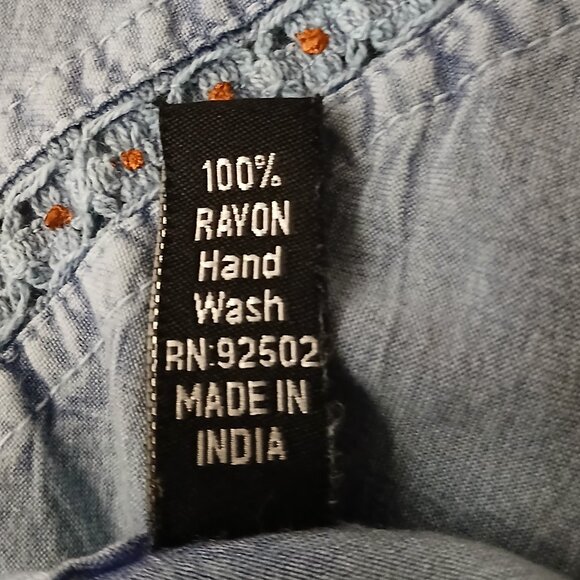 100%
RAYON
Hand
Wash
RN:92502
MADE IN
INDIA